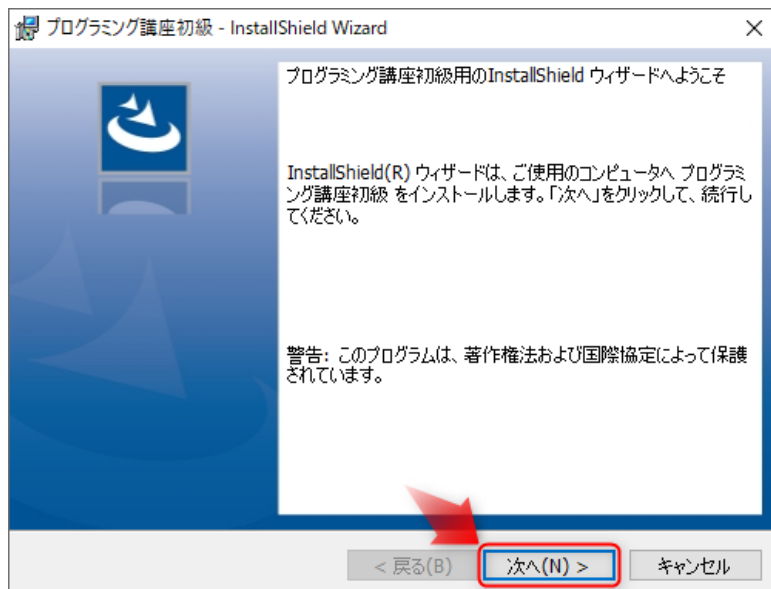 プログラミング講座初級 - InstallShield Wizard
プログラミング講座初級用のInstallShield ウィザードへようこそ
InstallShield(R) ウィザードは、ご使用のコンピュータへ プログラミ
ング講座初級 をインストールします。「次へ」をクリックして、続行し
てください。
警告: このプログラムは、著作権法および国際協定によって保護
されています。
< 戻る(B)
次へ(N) >
キャンセル